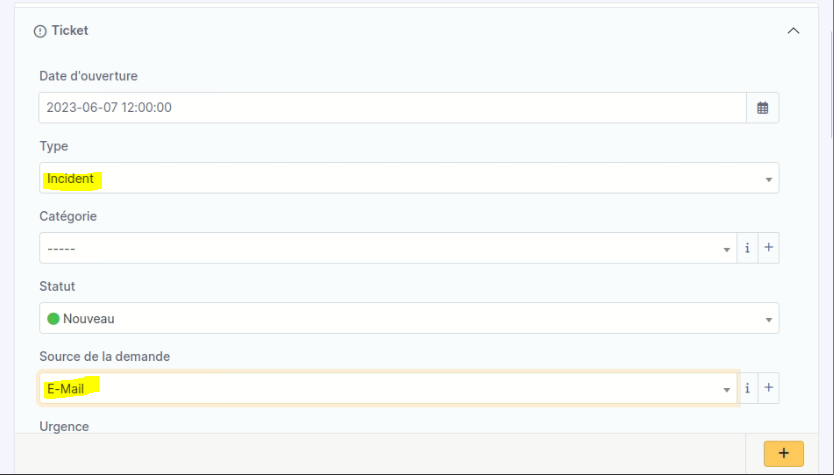 Ticket
Date d'ouverture
2023-06-07 12:00:00
Type
Incident
Catégorie
-----
i +
Statut
Nouveau
Source de la demande
E-Mail
i +
Urgence
+